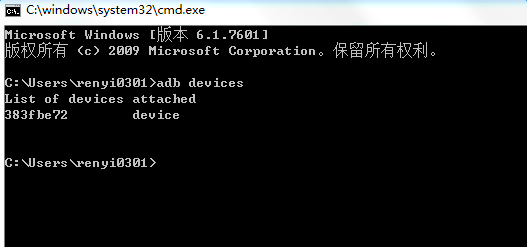 C:\windows\system32\cmd.exe
Microsoft Windows [版本 6.1.7601]
版权所有 (c) 2009 Microsoft Corporation。保留所有权利。
C:\Users\renyi0301>adb devices
List of devices attached
383fbe72 device
C:\Users\renyi0301>